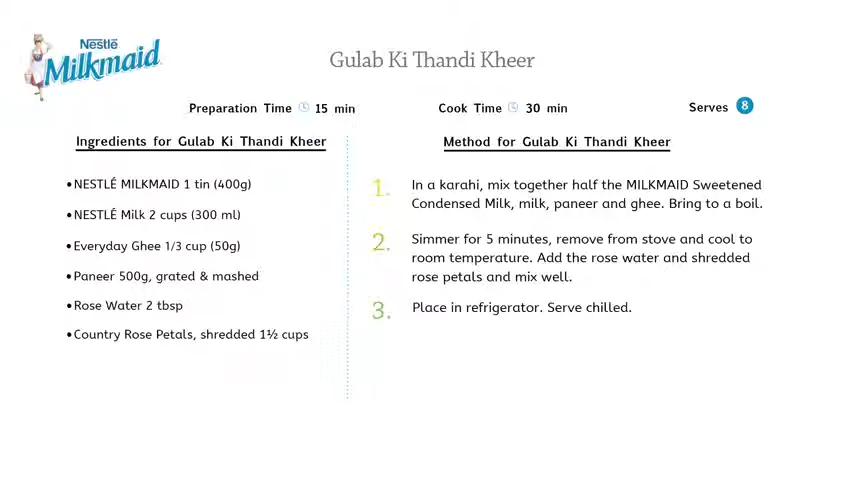 Nestlé
Milkmaid
Gulab Ki Thandi Kheer
Preparation Time 15 min
Cook Time 30 min
Serves 8
Ingredients for Gulab Ki Thandi Kheer
•NESTLÉ MILKMAID 1 tin (400g)
•NESTLÉ Milk 2 cups (300 ml)
•Everyday Ghee 1/3 cup (50g)
•Paneer 500g, grated & mashed
•Rose Water 2 tbsp
•Country Rose Petals, shredded 1½ cups
Method for Gulab Ki Thandi Kheer
1. In a karahi, mix together half the MILKMAID Sweetened
Condensed Milk, milk, paneer and ghee. Bring to a boil.
2. Simmer for 5 minutes, remove from stove and cool to
room temperature. Add the rose water and shredded
rose petals and mix well.
3. Place in refrigerator. Serve chilled.